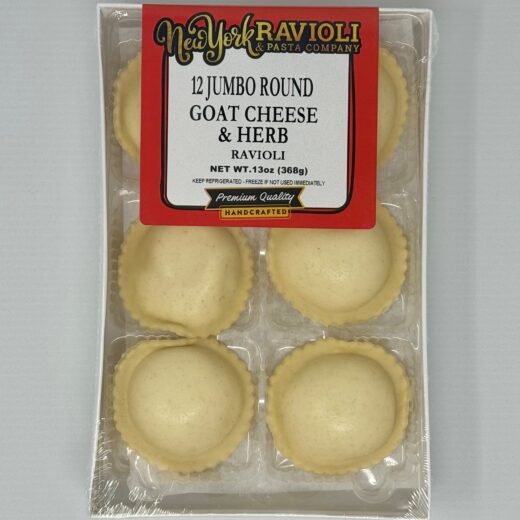 New York RAVIOLI
& PASTA COMPANY
12 JUMBO ROUND
GOAT CHEESE
& HERB
RAVIOLI
NET WT.13oz (368g)
KEEP REFRIGERATED - FREEZE IF NOT USED IMMEDIATELY
Premium Quality
HANDCRAFTED